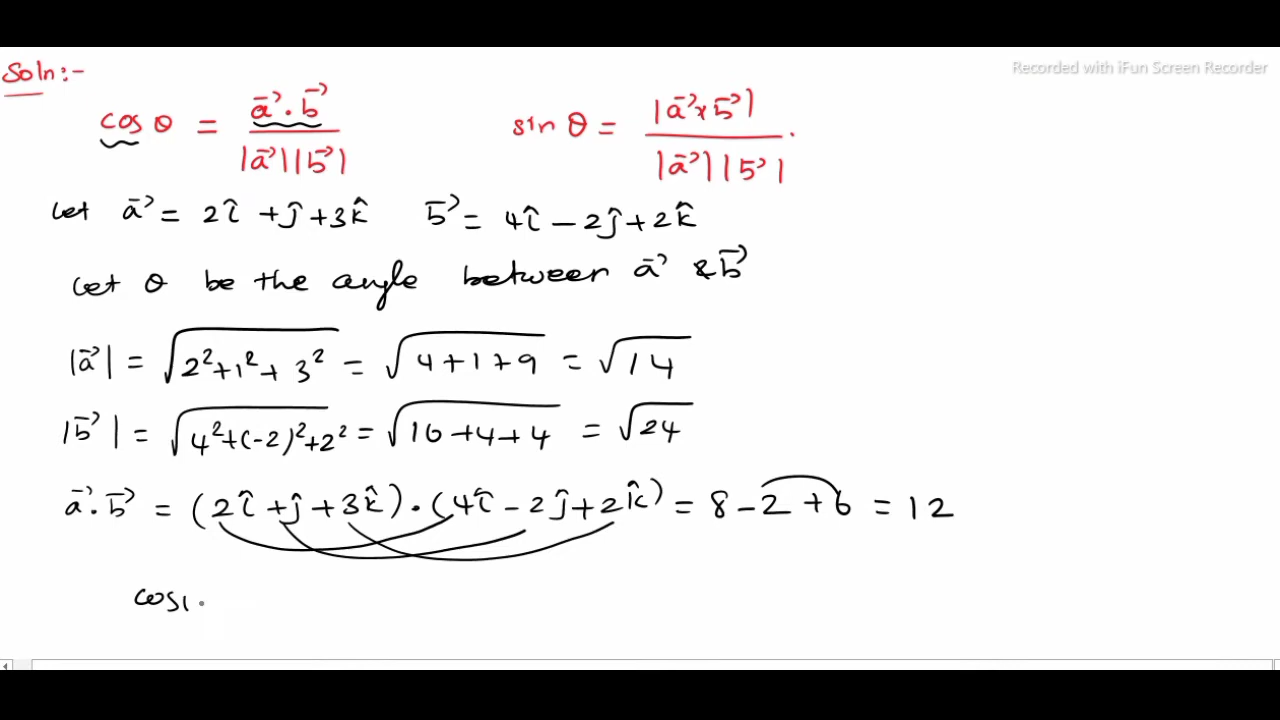 Soln:-
Recorded with iFun Screen Recorder
cos θ = a⃗ . b⃗ / |a⃗| |b⃗|    sin θ = |a⃗ x b⃗| / |a⃗| |b⃗| .
Let a⃗ = 2î + ĵ + 3k̂    b⃗ = 4î - 2ĵ + 2k̂
Let θ be the angle between a⃗ & b⃗
|a⃗| = √(2² + 1² + 3²) = √(4 + 1 + 9) = √14
|b⃗| = √(4² + (-2)² + 2²) = √(16 + 4 + 4) = √24
a⃗ . b⃗ = (2î + ĵ + 3k̂) . (4î - 2ĵ + 2k̂) = 8 - 2 + 6 = 12